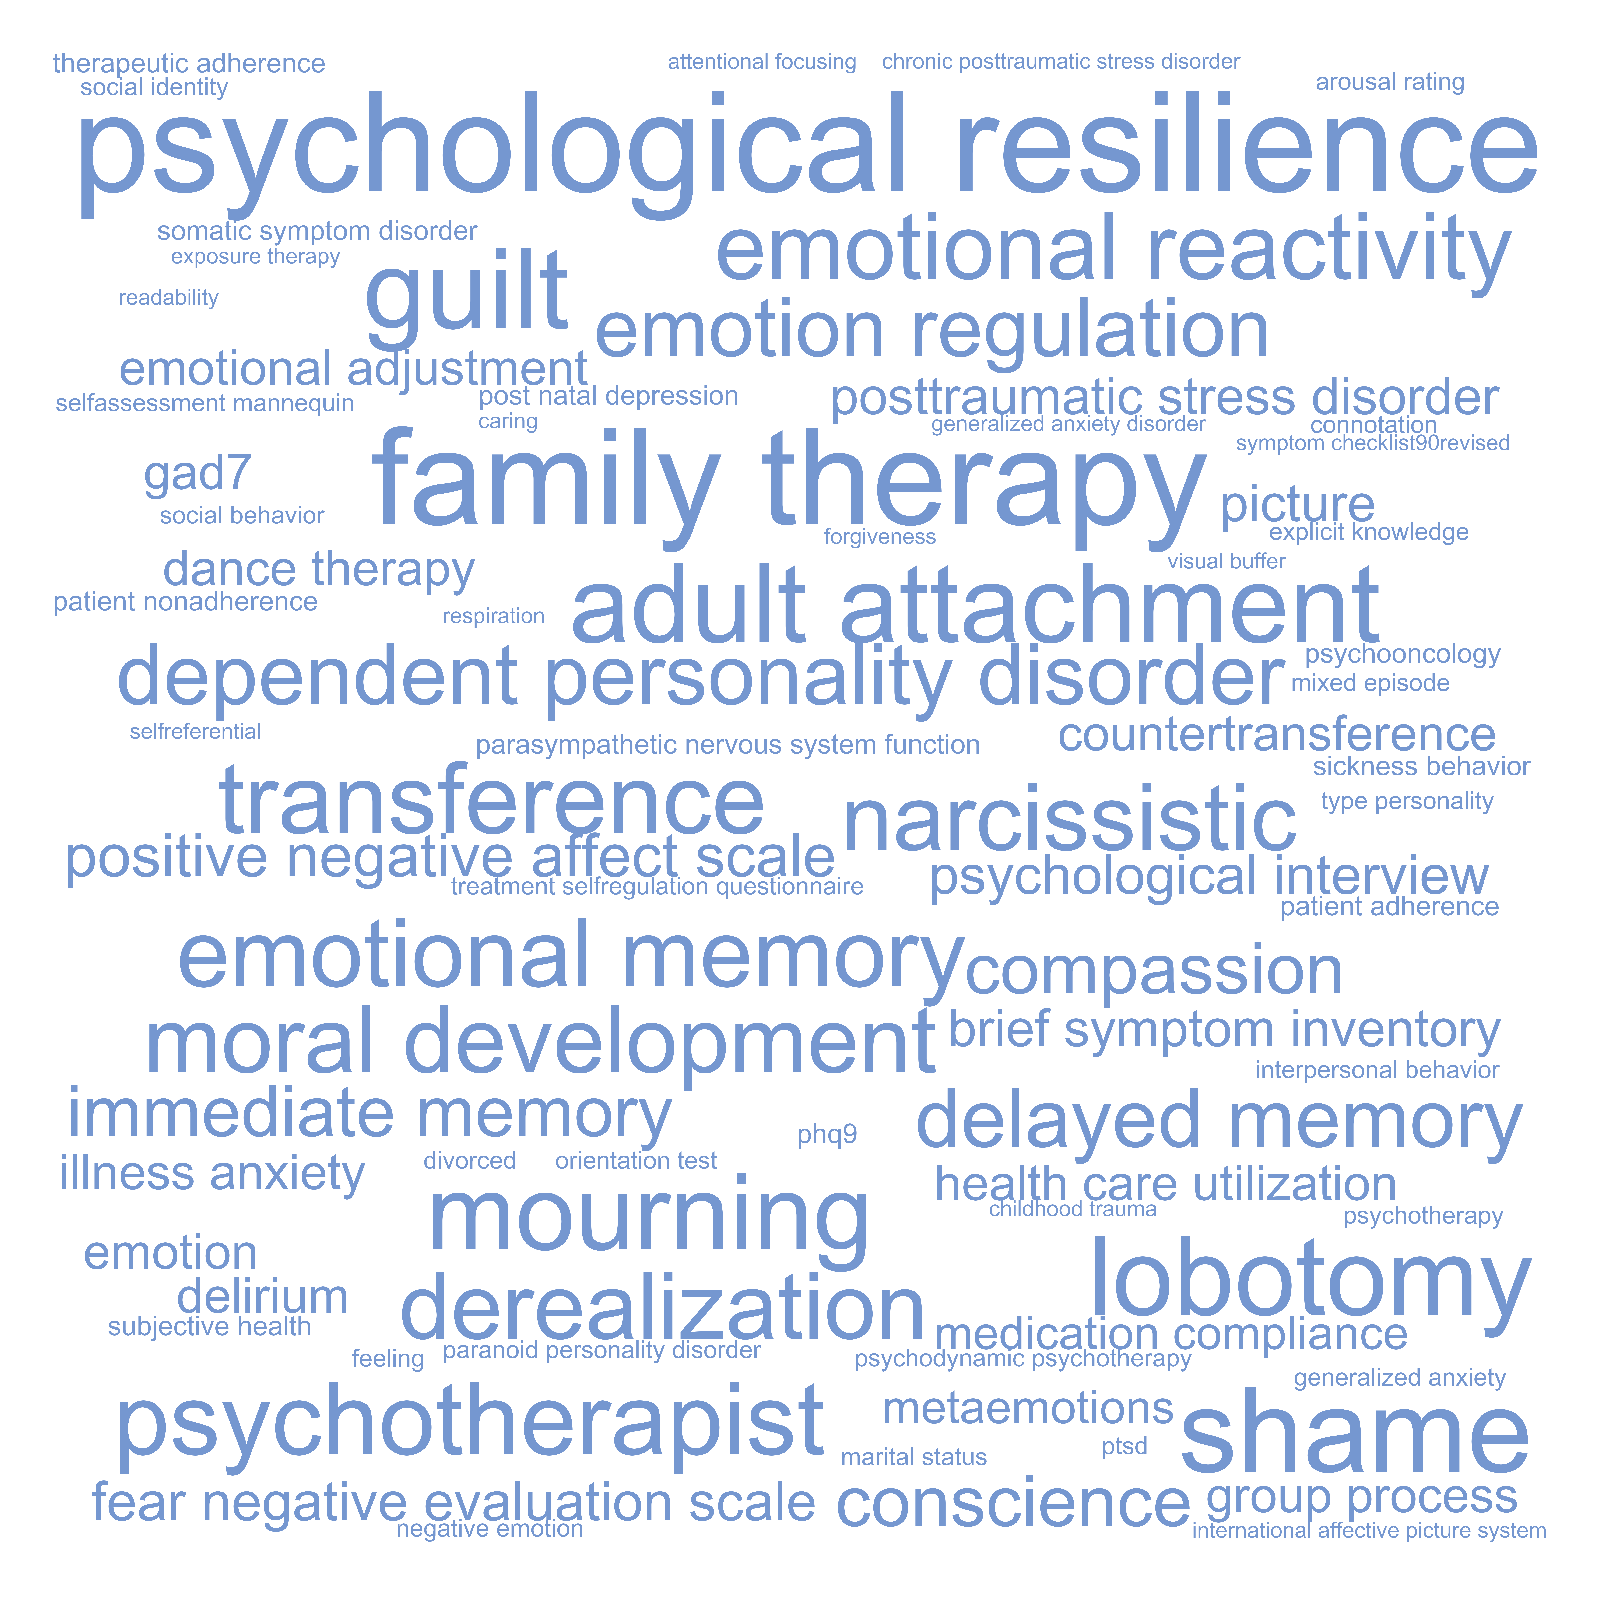 therapeutic adherence
attentional focusing
chronic posttraumatic stress disorder
social identity
arousal rating
psychological resilience
somatic symptom disorder
emotional reactivity
exposure therapy
guilt
readability
emotion regulation
emotional adjustment
selfassessment mannequin
post natal depression
posttraumatic stress disorder
caring
generalized anxiety disorder
connotation
symptom checklist90revised
gad7
family therapy
picture
social behavior
forgiveness
explicit knowledge
dance therapy
visual buffer
patient nonadherence
respiration
adult attachment
dependent personality disorder
psychooncology
mixed episode
selfreferential
parasympathetic nervous system function
countertransference
sickness behavior
transference
narcissistic
type personality
positive negative affect scale
treatment selfregulation questionnaire
psychological interview
patient adherence
emotional memory
compassion
moral development
brief symptom inventory
interpersonal behavior
immediate memory
phq9
delayed memory
illness anxiety
divorced
orientation test
health care utilization
mourning
childhood trauma
psychotherapy
emotion
lobotomy
delirium
derealization
subjective health
medication compliance
feeling
paranoid personality disorder
psychodynamic psychotherapy
generalized anxiety
psychotherapist
metaemotions
shame
marital status
ptsd
fear negative evaluation scale
conscience
group process
negative emotion
international affective picture system